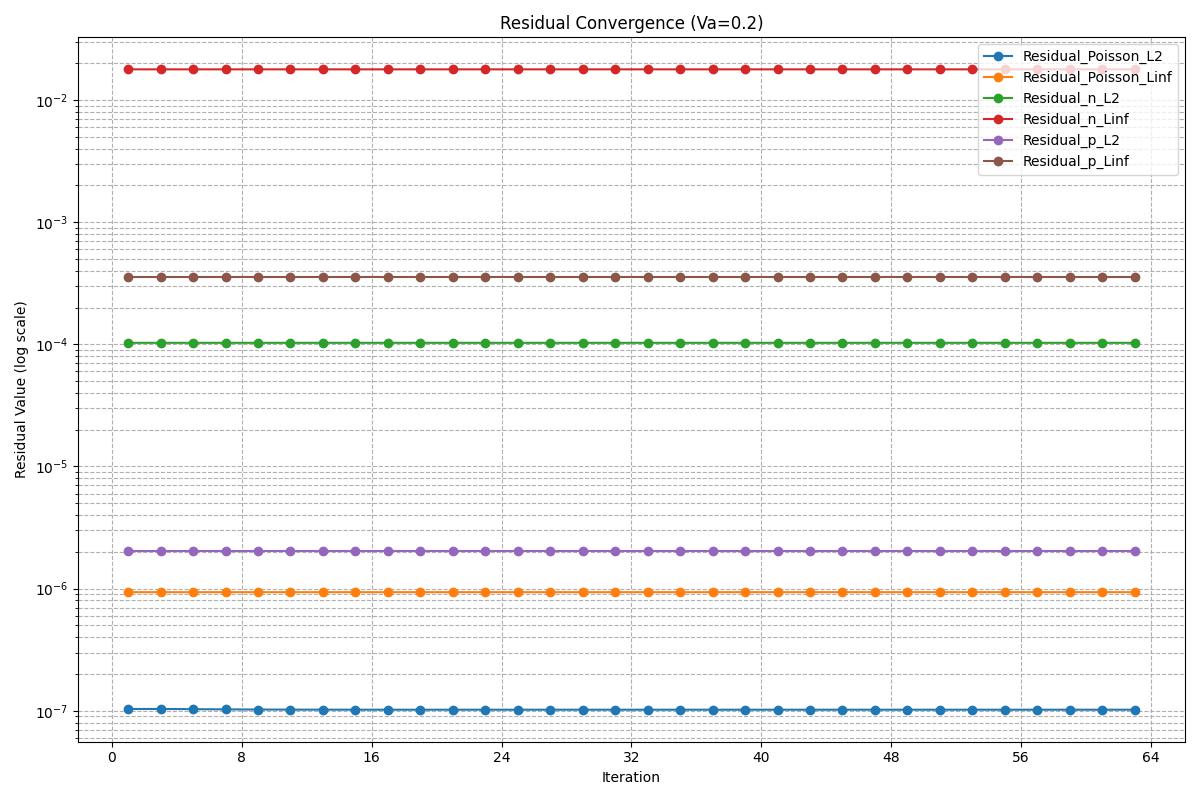 Residual Convergence (Va=0.2)
Residual_Poisson_L2
Residual_Poisson_Linf
Residual_n_L2
Residual_n_Linf
Residual_p_L2
Residual_p_Linf
Residual Value (log scale)
10⁻²
10⁻³
10⁻⁴
10⁻⁵
10⁻⁶
10⁻⁷
0 8 16 24 32 40 48 56 64
Iteration